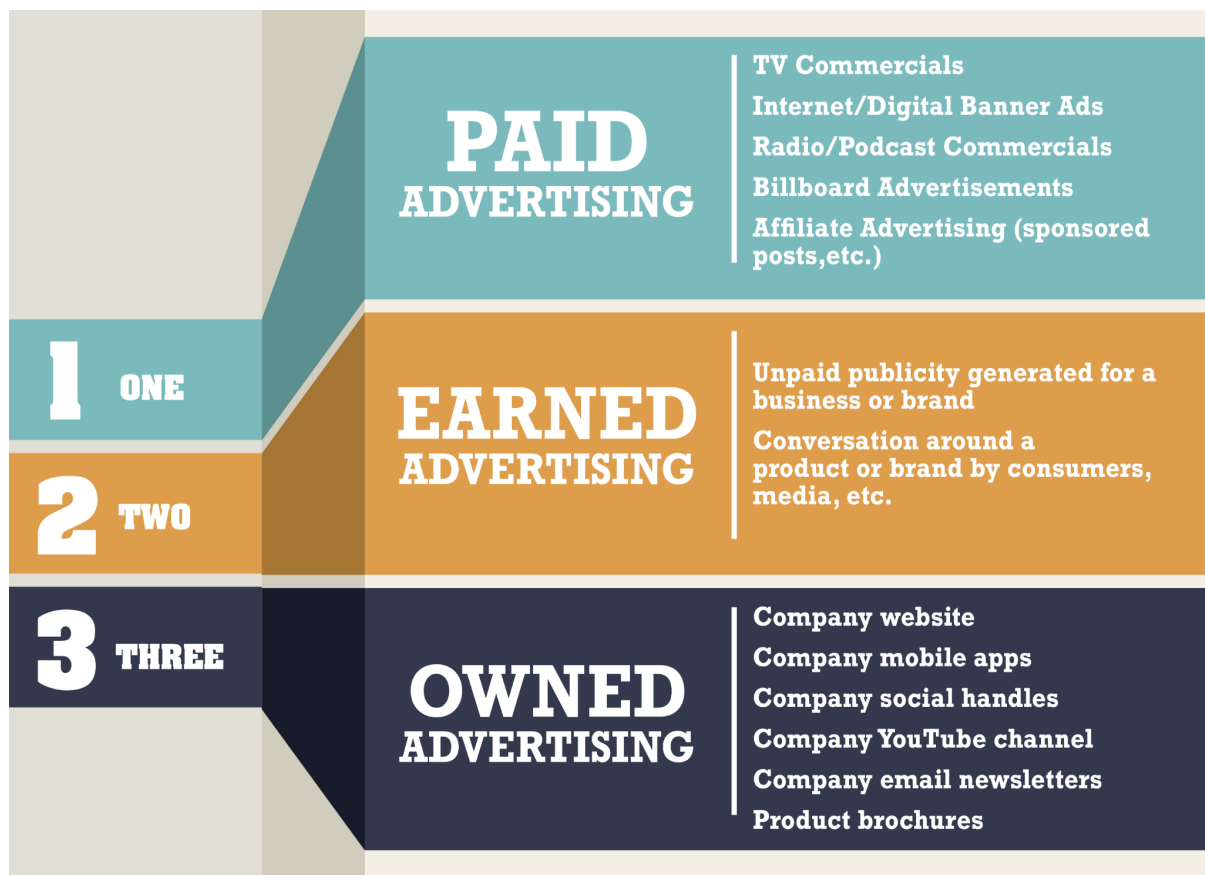 1 ONE
2 TWO
3 THREE
PAID
ADVERTISING
TV Commercials
Internet/Digital Banner Ads
Radio/Podcast Commercials
Billboard Advertisements
Affiliate Advertising (sponsored
posts,etc.)
EARNED
ADVERTISING
Unpaid publicity generated for a
business or brand
Conversation around a
product or brand by consumers,
media, etc.
OWNED
ADVERTISING
Company website
Company mobile apps
Company social handles
Company YouTube channel
Company email newsletters
Product brochures